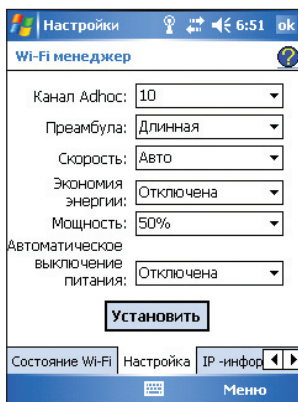 Настройки 6:51 ok
Wi-Fi менеджер
Канал Adhoc: 10
Преамбула: Длинная
Скорость: Авто
Экономия
энергии: Отключена
Мощность: 50%
Автоматическое
выключение
питания: Отключена
Установить
Состояние Wi-Fi Настройка IP -инфор
Меню